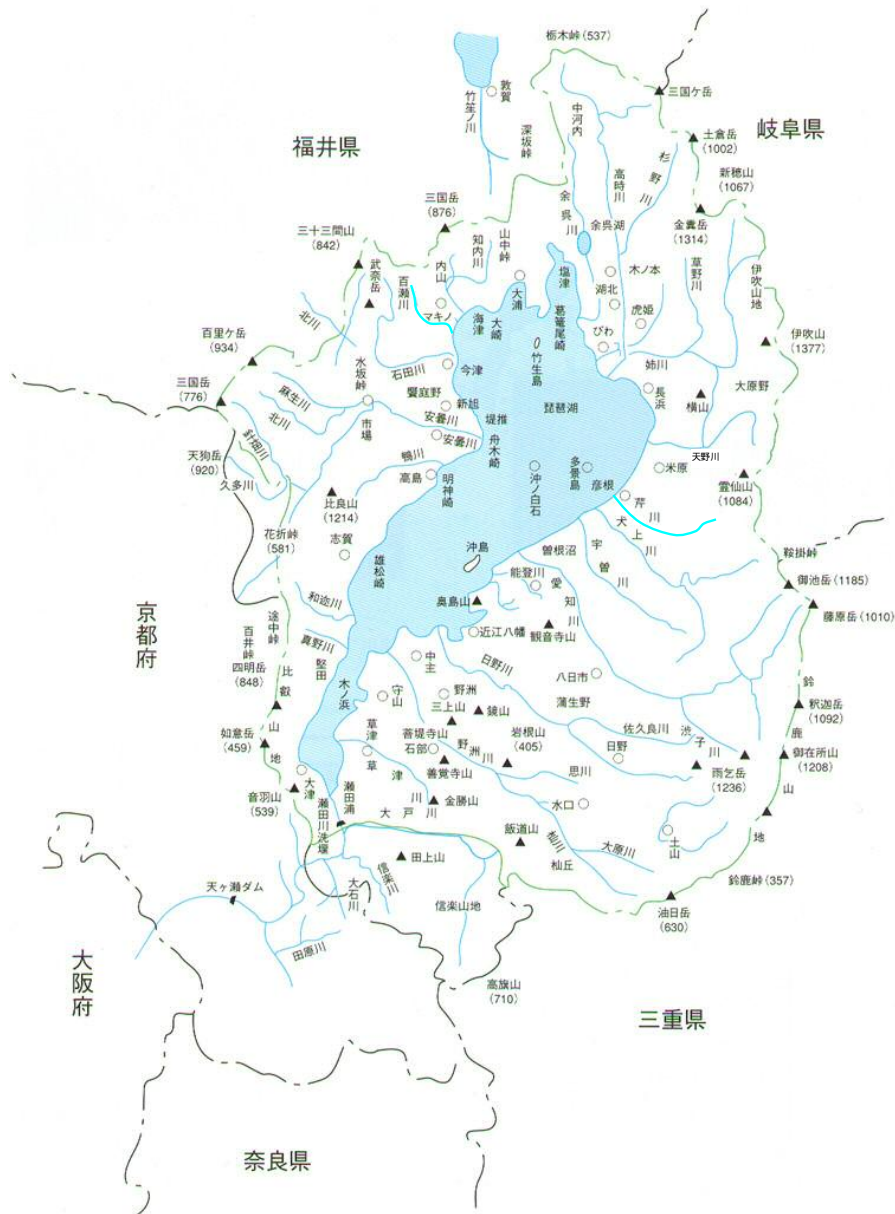 栃木峠(537)
敦賀
竹笙ノ川
三国ケ岳
中河内
土倉岳
(1002)
岐阜県
福井県
深坂峠
高時川
杉野川
新穂山
(1067)
三国岳
(876)
余呉川
余呉湖
金糞岳
(1314)
三十三間山
(842)
知内川
山中峠
武奈岳
百瀬川
内山
塩津
木ノ本
草野川
伊吹山地
大浦
湖北
マキノ
海津
大崎
葛篭尾崎
虎姫
北川
びわ
伊吹山
(1377)
百里ケ岳
(934)
水坂峠
竹生島
姉川
石田川
今津
大原野
三国岳
(776)
麻生川
饗庭野
長浜
横山
北川
新旭
琵琶湖
針畑川
市場
安曇川
堤推
安曇川
舟木崎
天狗岳
(920)
鴨川
天野川
久多川
高島
明神崎
沖の白石
多景島
米原
霊仙山
(1084)
彦根
比良山
(1214)
芹川
犬上川
花折峠
(581)
志賀
沖島
曽根沼
宇曽川
鞍掛峠
能登川
愛知川
御池岳(1185)
雄松崎
和迩川
奥島山
藤原岳(1010)
京都府
途中峠
近江八幡
観音寺山
百井峠
真野川
中主
日野川
四明岳
(848)
堅田
八日市
比叡山地
木ノ浜
守山
野洲
蒲生野
鈴鹿山地
釈迦岳
(1092)
三上山
鏡山
佐久良川
渋子川
如意岳
(459)
草津
菩提寺山
岩根山
(405)
石部
野洲川
日野
御在所山
(1208)
草津川
善覚寺山
思川
雨乞岳
(1236)
大津
音羽山
(539)
瀬田浦
金勝山
水口
瀬田川洗堰
大戸川
飯道山
土山
杣川
大原川
田上山
杣丘
信楽川
天ヶ瀬ダム
大石川
鈴鹿峠(357)
信楽山地
油日岳
(630)
田原川
大阪府
高旗山
(710)
三重県
奈良県